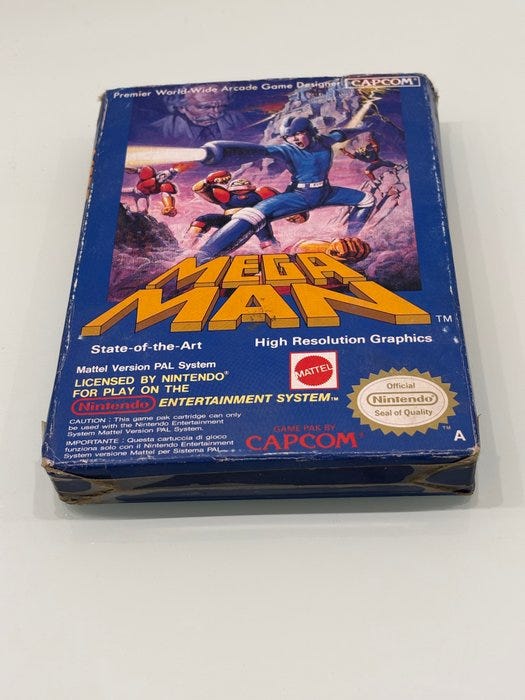 Premier World-Wide Arcade Game Designer CAPCOM®
MEGA
MAN™
State-of-the-Art
High Resolution Graphics
Mattel Version PAL System
LICENSED BY NINTENDO®
FOR PLAY ON THE
Nintendo ENTERTAINMENT SYSTEM™
MATTEL
CAUTION : This game pak cartridge can only
be used with the Nintendo Entertainment
System Mattel Version PAL System.
IMPORTANTE : Questa cartuccia di gioco
funziona solo con il Nintendo Entertainment
System versione Mattel per Sistema PAL
GAME PAK BY
CAPCOM®
Official
Nintendo®
Seal of Quality
TM
A